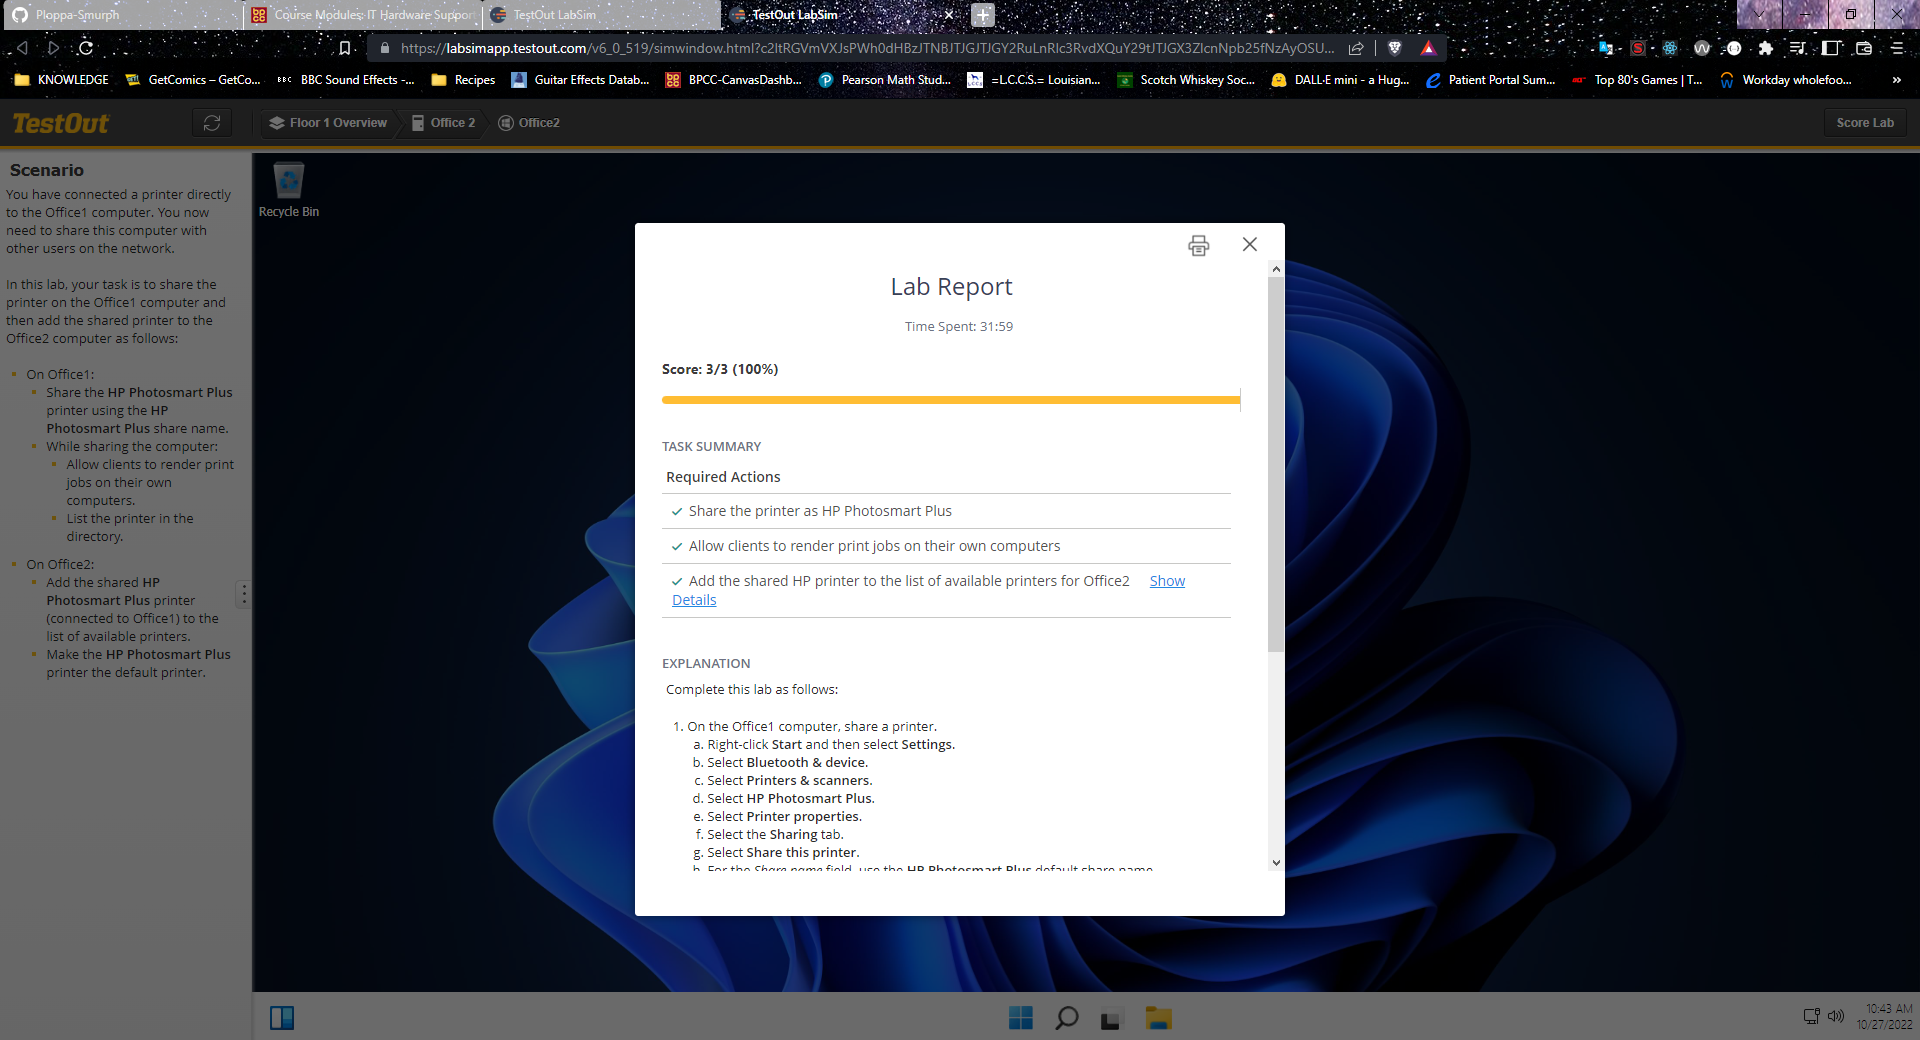 Ploppa-Smurph
Course Modules: IT Hardware Suppor
TestOut LabSim
TestOut LabSim
https://labsimapp.testout.com/v6_0_519/simwindow.html?
KNOWLEDGE
GetComics – GetCo...
BBC Sound Effects -...
Recipes
Guitar Effects Datab...
BPCC-CanvasDashb...
Pearson Math Stud...
=L.C.C.S.= Louisian...
Scotch Whiskey Soc...
DALL·E mini - a Hug...
Patient Portal Sum...
Top 80's Games | T...
Workday wholefoo...
»
TestOut
Floor 1 Overview
Office 2
Office2
Score Lab
Scenario
You have connected a printer directly
to the Office1 computer. You now
need to share this computer with
other users on the network.
In this lab, your task is to share the
printer on the Office1 computer and
then add the shared printer to the
Office2 computer as follows:
On Office1:
Share the HP Photosmart Plus
printer using the HP
Photosmart Plus share name.
While sharing the computer:
Allow clients to render print
jobs on their own
computers.
List the printer in the
directory.
On Office2:
Add the shared HP
Photosmart Plus printer
(connected to Office1) to the
list of available printers.
Make the HP Photosmart Plus
printer the default printer.
Recycle Bin
Lab Report
Time Spent: 31:59
Score: 3/3 (100%)
TASK SUMMARY
Required Actions
Share the printer as HP Photosmart Plus
Allow clients to render print jobs on their own computers
Add the shared HP printer to the list of available printers for Office2 Show
Details
EXPLANATION
Complete this lab as follows:
1. On the Office1 computer, share a printer.
a. Right-click Start and then select Settings.
b. Select Bluetooth & device.
c. Select Printers & scanners.
d. Select HP Photosmart Plus.
e. Select Printer properties.
f. Select the Sharing tab.
g. Select Share this printer.
h. For the Share name field, use the HP Photosmart Plus default share name.
10:43 AM
10/27/2022